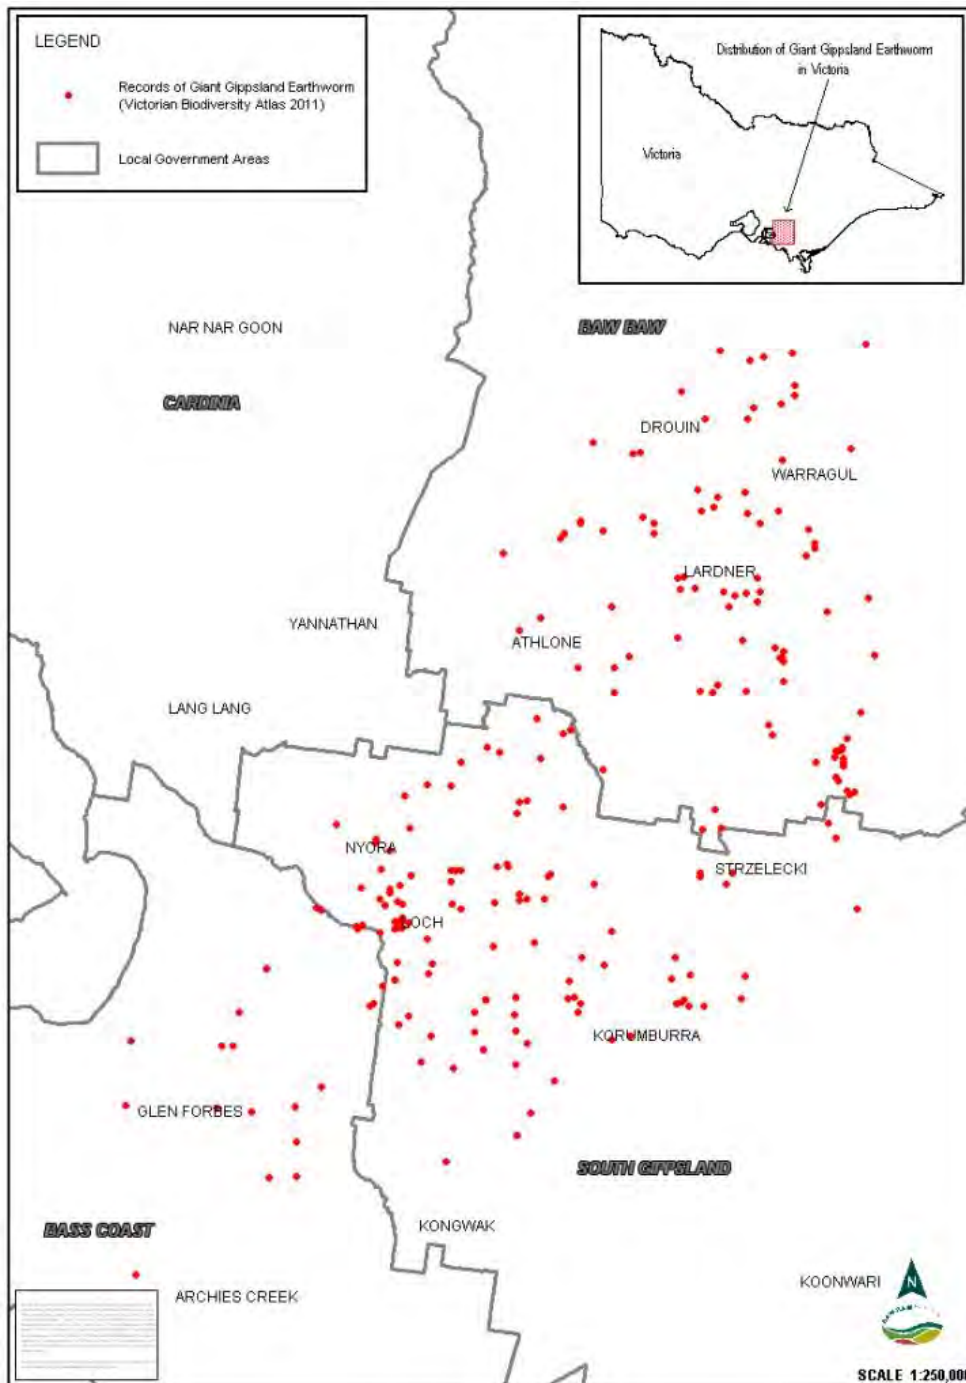 LEGEND
Records of Giant Gippsland Earthworm
(Victorian Biodiversity Atlas 2011)
Local Government Areas
Distribution of Giant Gippsland Earthworm
in Victoria
Victoria
NAR NAR GOON
BAW BAW
CARDINIA
DROUIN
WARRAGUL
LARDNER
YANNATHAN
ATHLONE
LANG LANG
NYORA
STRZELECKI
LOCH
KORUMBURRA
GLEN FORBES
SOUTH GIPPSLAND
BASS COAST
KONGWAK
ARCHIES CREEK
KOONWARI
N
SCALE 1:250,000